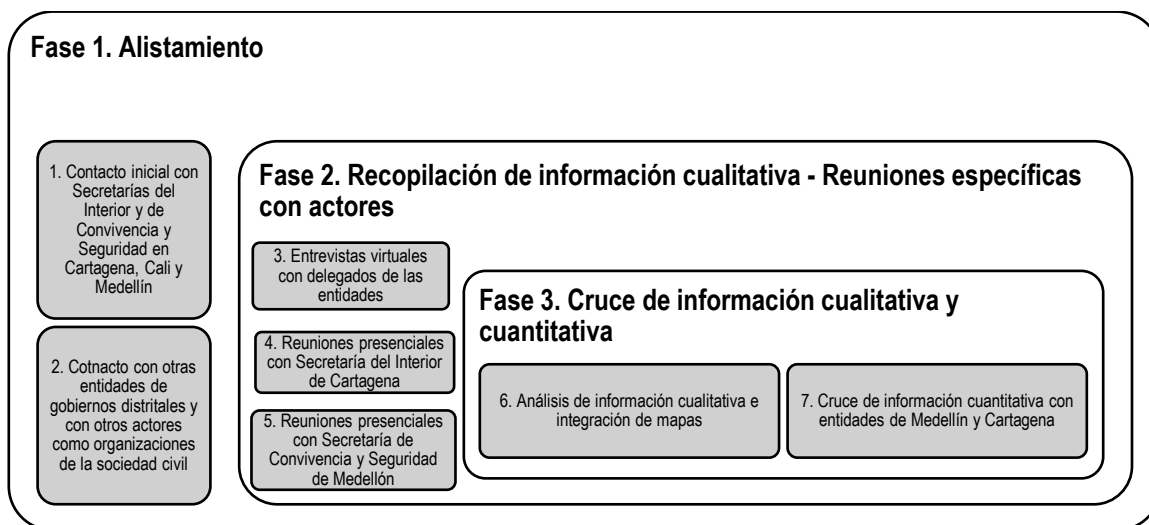 Fase 1. Alistamiento
1. Contacto inicial con
Secretarías del
Interior y de
Convivencia y
Seguridad en
Cartagena, Cali y
Medellín
2. Cotnacto con otras
entidades de
gobiernos distritales y
con otros actores
como organizaciones
de la sociedad civil
Fase 2. Recopilación de información cualitativa - Reuniones específicas
con actores
3. Entrevistas virtuales
con delegados de las
entidades
4. Reuniones presenciales
con Secretaría del Interior
de Cartagena
5. Reuniones presenciales
con Secretaría de
Convivencia y Seguridad
de Medellón
Fase 3. Cruce de información cualitativa y
cuantitativa
6. Análisis de información cualitativa e
integración de mapas
7. Cruce de información cuantitativa con
entidades de Medellín y Cartagena